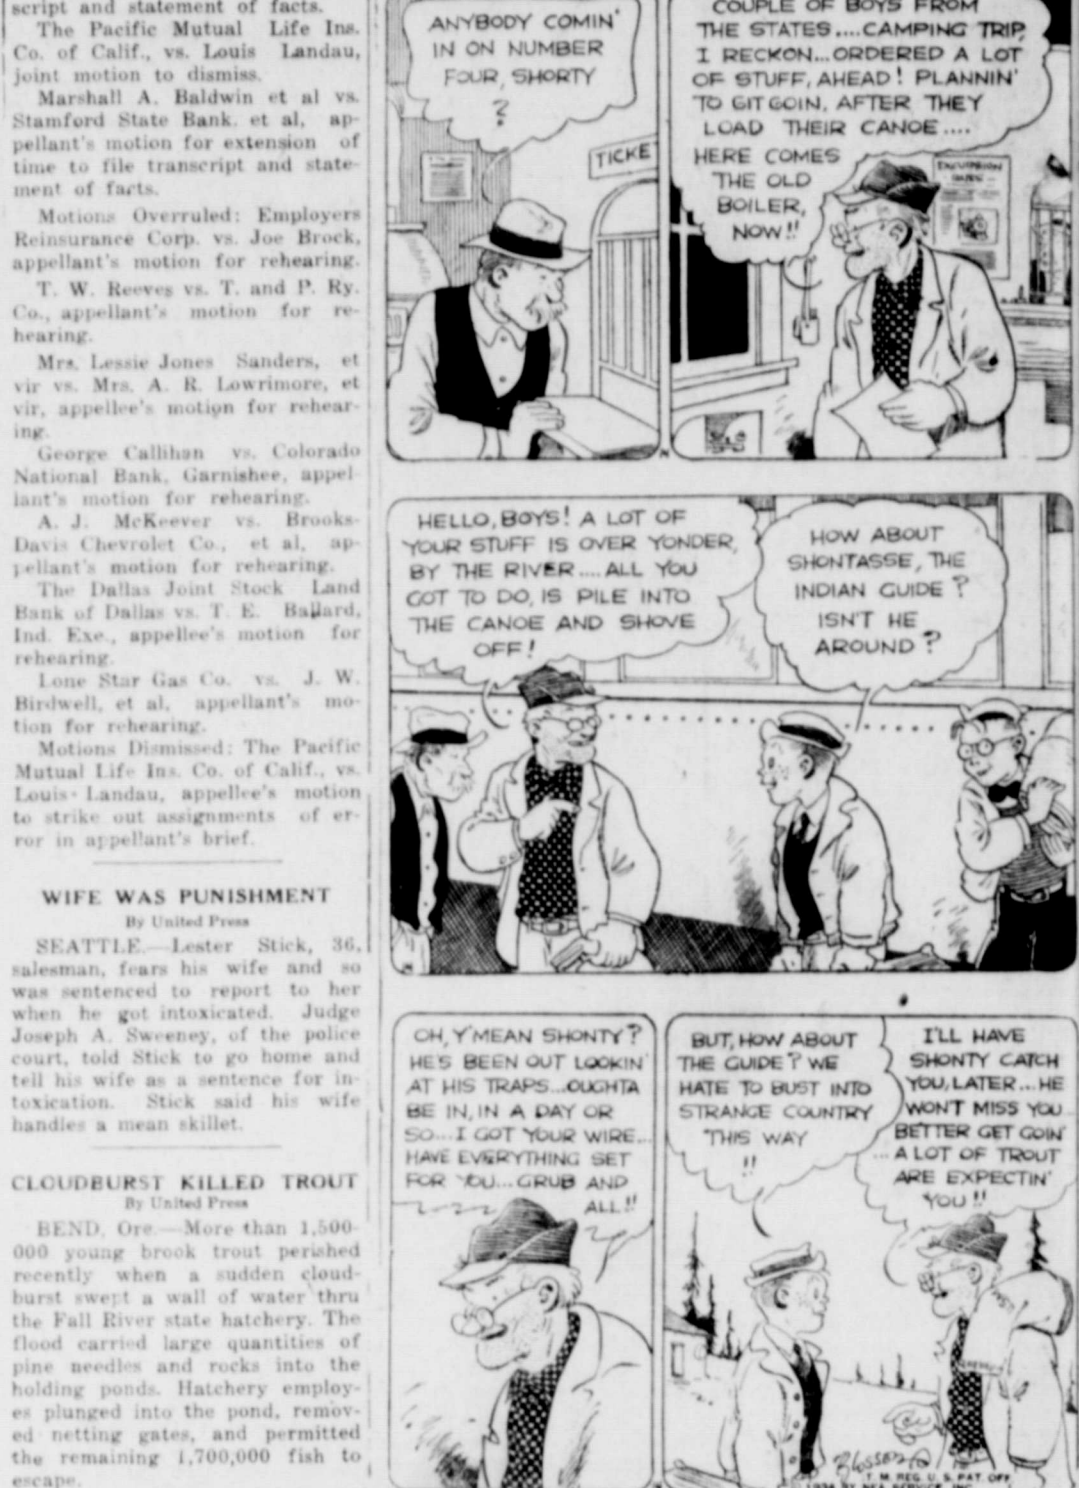 script and statement of facts.
The Pacific Mutual Life Ins.
Co. of Calif., vs. Louis Landau,
joint motion to dismiss.
Marshall A. Baldwin et al vs.
Stamford State Bank. et al, ap-
pellant's motion for extension of
time to file transcript and state-
ment of facts.
Motions Overruled: Employers
Reinsurance Corp. vs. Joe Brock,
appellant's motion for rehearing.
T. W. Reeves vs. T. and P. Ry.
Co., appellant's motion for re-
hearing.
Mrs. Lessie Jones Sanders, et
vir vs. Mrs. A. R. Lowrimore, et
vir, appellee's motion for rehear-
ing.
George Callihan vs. Colorado
National Bank, Garnishee, appel-
lant's motion for rehearing.
A. J. McKeever vs. Brooks-
Davis Chevrolet Co., et al, ap-
pellant's motion for rehearing.
The Dallas Joint Stock Land
Bank of Dallas vs. T. E. Ballard,
Ind. Exe., appellee's motion for
rehearing.
Lone Star Gas Co. vs. J. W.
Birdwell, et al, appellant's mo-
tion for rehearing.
Motions Dismissed: The Pacific
Mutual Life Ins. Co. of Calif., vs.
Louis Landau, appellee's motion
to strike out assignments of er-
ror in appellant's brief.
WIFE WAS PUNISHMENT
By United Press
SEATTLE.—Lester Stick, 36,
salesman, fears his wife and so
was sentenced to report to her
when he got intoxicated. Judge
Joseph A. Sweeney, of the police
court, told Stick to go home and
tell his wife as a sentence for in-
toxication. Stick said his wife
handles a mean skillet.
CLOUDBURST KILLED TROUT
By United Press
BEND, Ore.—More than 1,500-
000 young brook trout perished
recently when a sudden cloud-
burst swept a wall of water thru
the Fall River state hatchery. The
flood carried large quantities of
pine needles and rocks into the
holding ponds. Hatchery employ-
es plunged into the pond, remov-
ed netting gates, and permitted
the remaining 1,700,000 fish to
escape.
ANYBODY COMIN'
IN ON NUMBER
FOUR, SHORTY
?
TICKE
COUPLE OF BOYS FROM
THE STATES....CAMPING TRIP,
I RECKON...ORDERED A LOT
OF STUFF, AHEAD! PLANNIN'
TO GIT GOIN, AFTER THEY
LOAD THEIR CANOE....
HERE COMES
THE OLD
BOILER,
NOW!!
EXCURSION
HELLO, BOYS! A LOT OF
YOUR STUFF IS OVER YONDER,
BY THE RIVER....ALL YOU
GOT TO DO, IS PILE INTO
THE CANOE AND SHOVE
OFF!
HOW ABOUT
SHONTASSE, THE
INDIAN GUIDE?
ISN'T HE
AROUND?
OH, Y'MEAN SHONTY?
HE'S BEEN OUT LOOKIN'
AT HIS TRAPS...OUGHTA
BE IN, IN A DAY OR
SO...I GOT YOUR WIRE...
HAVE EVERYTHING SET
FOR YOU...GRUB AND
ALL!!
BUT, HOW ABOUT
THE GUIDE? WE
HATE TO BUST INTO
STRANGE COUNTRY
THIS WAY
!!
I'LL HAVE
SHONTY CATCH
YOU, LATER...HE
WON'T MISS YOU
BETTER GET GOIN'
...A LOT OF TROUT
ARE EXPECTIN'
YOU!!
Blosser
T. M. REG. U. S. PAT. OFF.
1934 BY NEA SERVICE, INC.